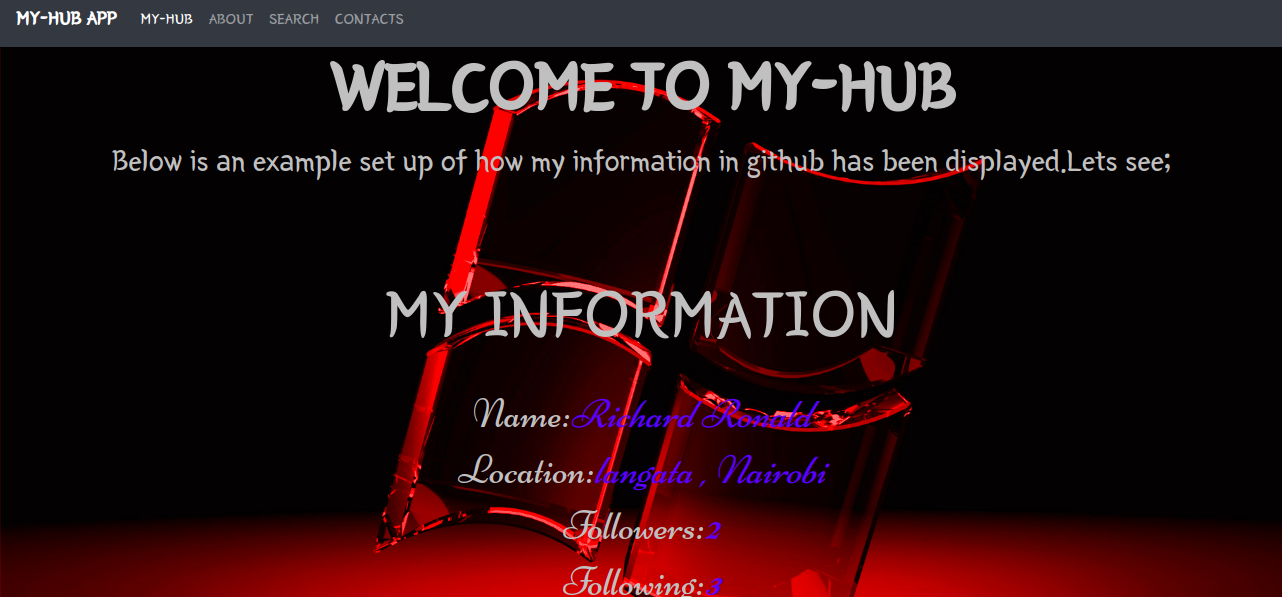 MY-HUB APP MY-HUB ABOUT SEARCH CONTACTS
WELCOME TO MY-HUB
Below is an example set up of how my information in github has been displayed.Lets see;
MY INFORMATION
Name:Richard Ronald
Location:langata , Nairobi
Followers:2
Following:3